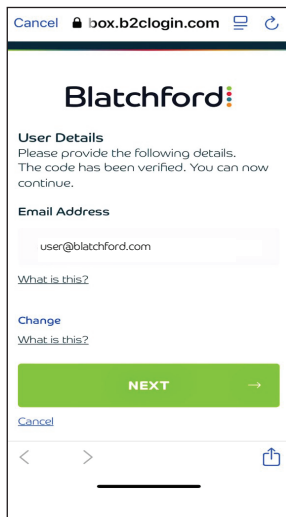 Cancel box.b2clogin.com
Blatchford
User Details
Please provide the following details.
The code has been verified. You can now
continue.
Email Address
user@blatchford.com
What is this?
Change
What is this?
NEXT →
Cancel